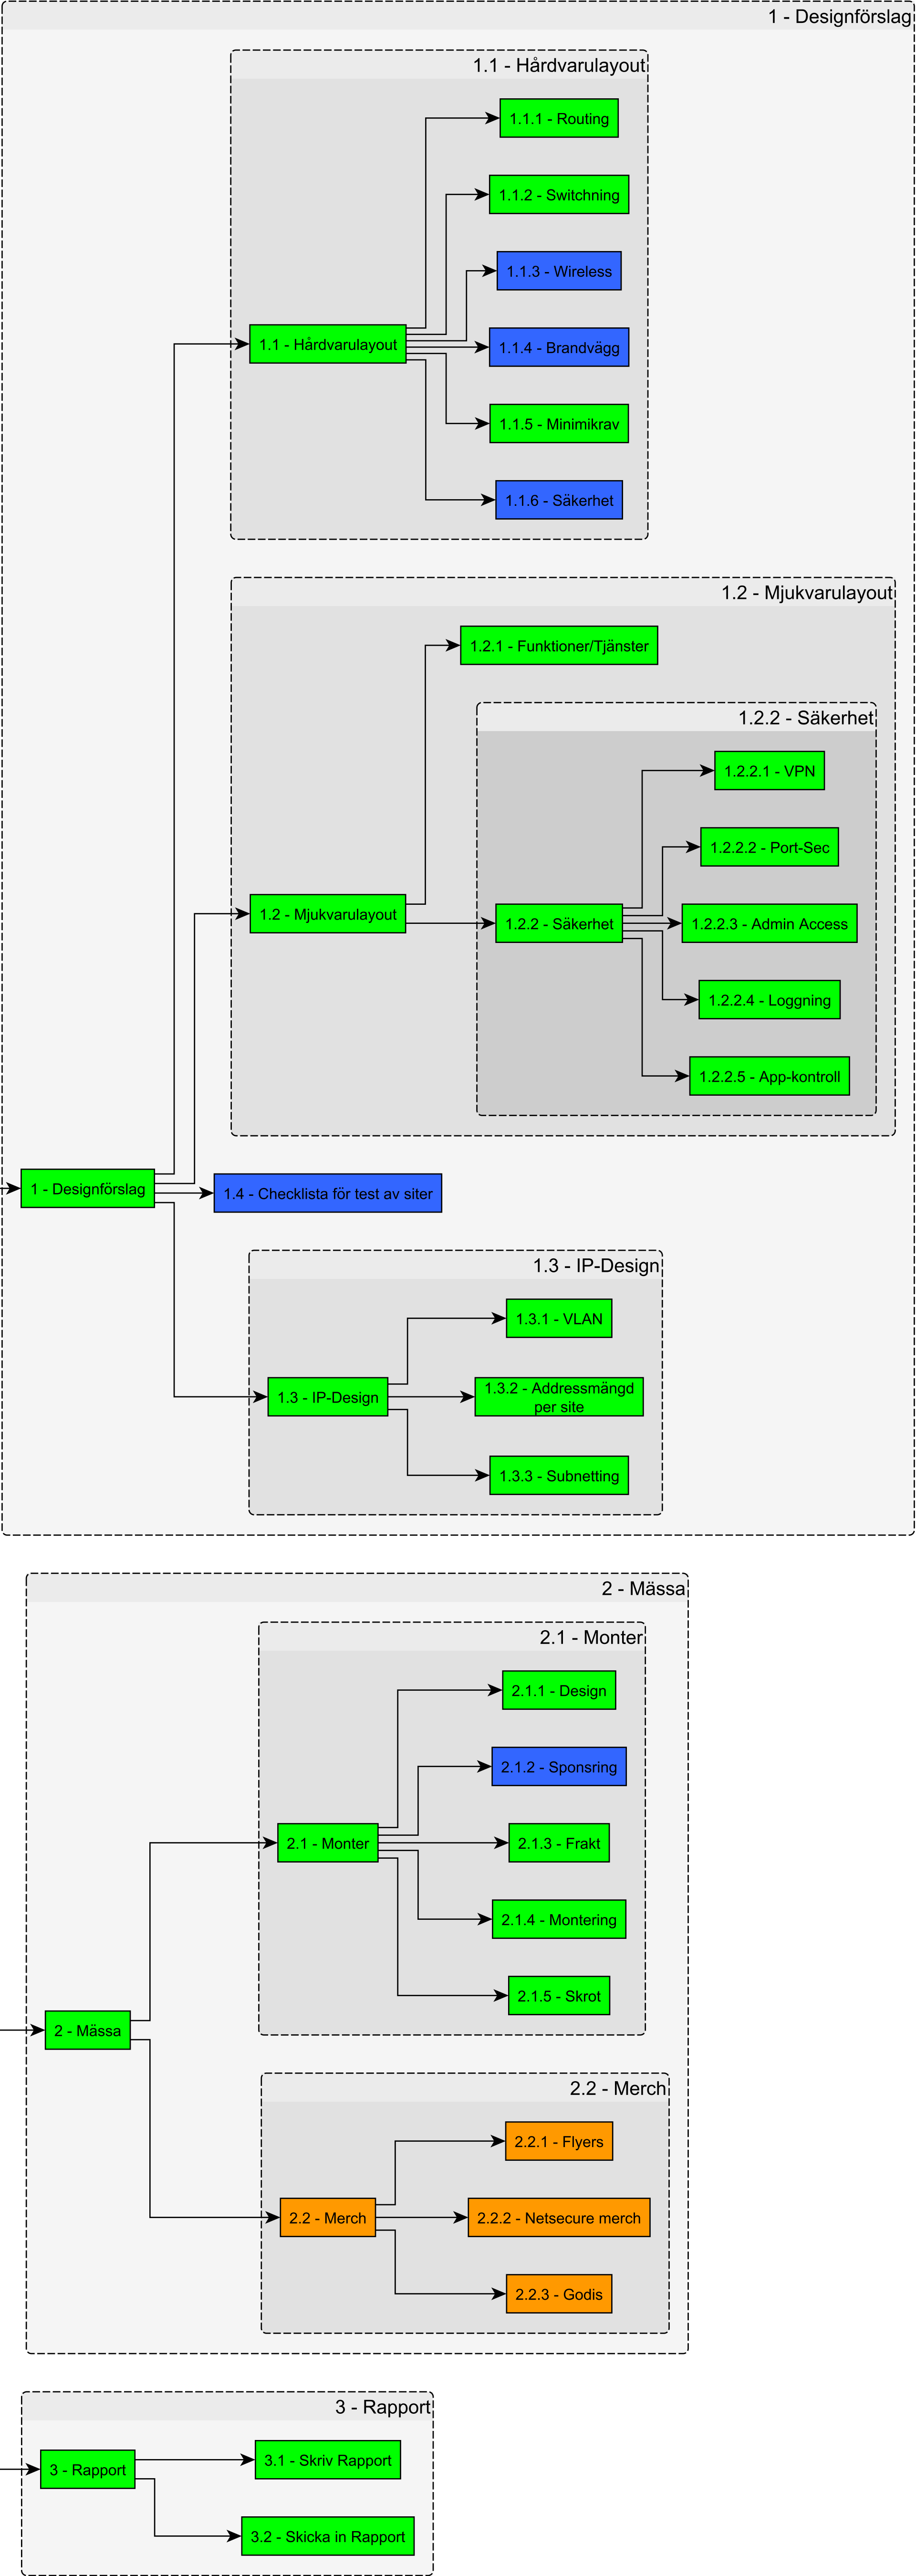 1 - Designförslag
1.1 - Hårdvarulayout
1.1.1 - Routing
1.1.2 - Switchning
1.1.3 - Wireless
1.1 - Hårdvarulayout
1.1.4 - Brandvägg
1.1.5 - Minimikrav
1.1.6 - Säkerhet
1.2 - Mjukvarulayout
1.2.1 - Funktioner/Tjänster
1.2.2 - Säkerhet
1.2.2.1 - VPN
1.2.2.2 - Port-Sec
1.2 - Mjukvarulayout
1.2.2 - Säkerhet
1.2.2.3 - Admin Access
1.2.2.4 - Loggning
1.2.2.5 - App-kontroll
1 - Designförslag
1.4 - Checklista för test av siter
1.3 - IP-Design
1.3.1 - VLAN
1.3 - IP-Design
1.3.2 - Addressmängd
per site
1.3.3 - Subnetting
2 - Mässa
2.1 - Monter
2.1.1 - Design
2.1.2 - Sponsring
2.1 - Monter
2.1.3 - Frakt
2.1.4 - Montering
2.1.5 - Skrot
2 - Mässa
2.2 - Merch
2.2.1 - Flyers
2.2 - Merch
2.2.2 - Netsecure merch
2.2.3 - Godis
3 - Rapport
3 - Rapport
3.1 - Skriv Rapport
3.2 - Skicka in Rapport